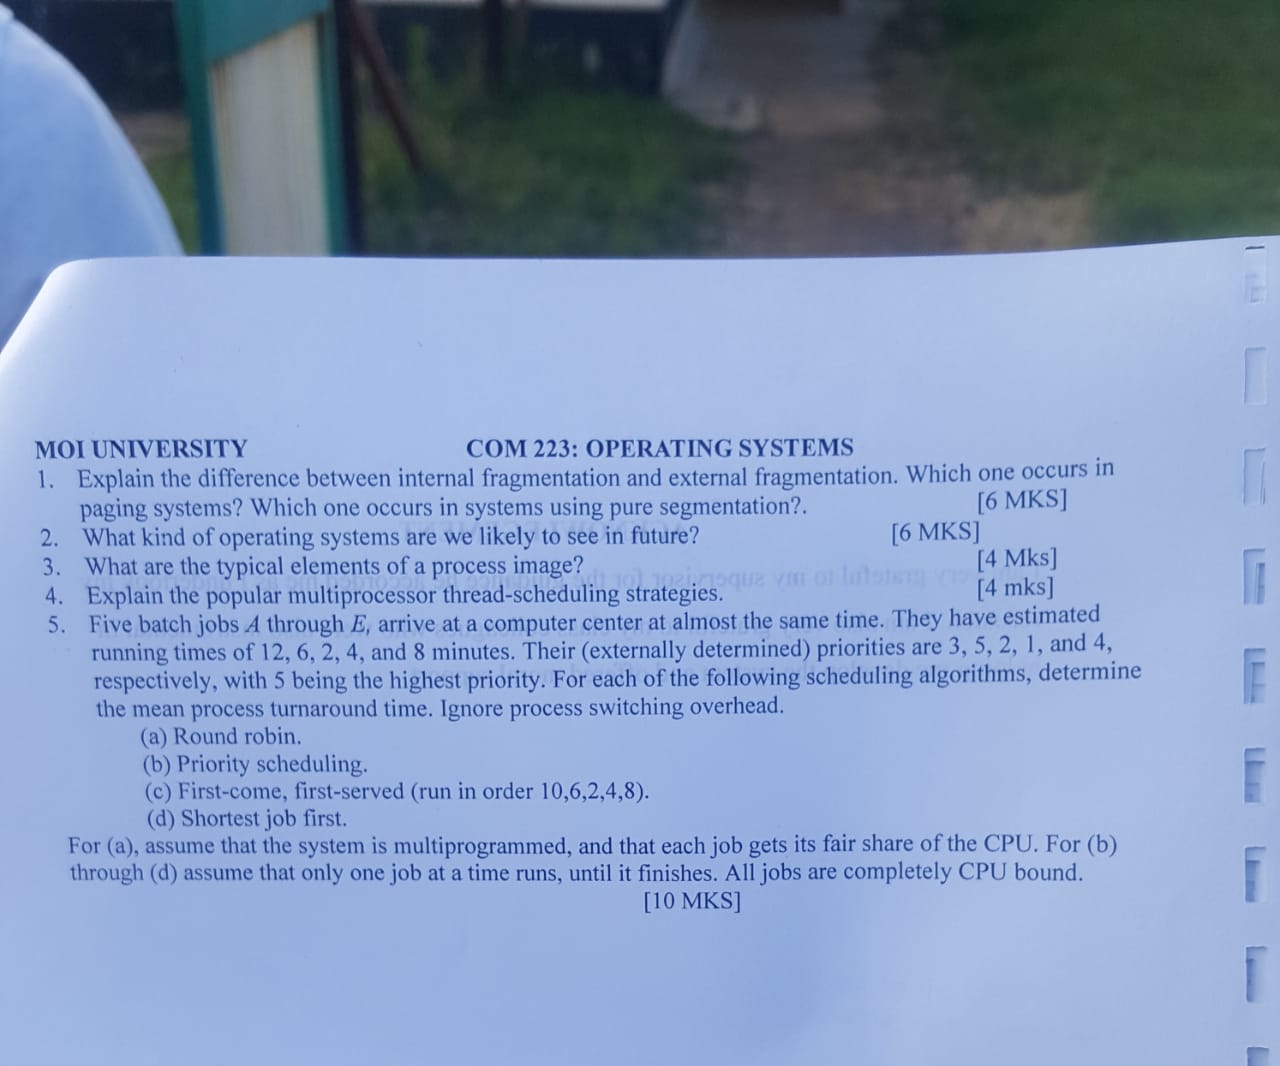 MOI UNIVERSITY COM 223: OPERATING SYSTEMS
1. Explain the difference between internal fragmentation and external fragmentation. Which one occurs in
paging systems? Which one occurs in systems using pure segmentation?. [6 MKS]
2. What kind of operating systems are we likely to see in future? [6 MKS]
3. What are the typical elements of a process image? [4 Mks]
4. Explain the popular multiprocessor thread-scheduling strategies. [4 mks]
5. Five batch jobs A through E, arrive at a computer center at almost the same time. They have estimated
running times of 12, 6, 2, 4, and 8 minutes. Their (externally determined) priorities are 3, 5, 2, 1, and 4,
respectively, with 5 being the highest priority. For each of the following scheduling algorithms, determine
the mean process turnaround time. Ignore process switching overhead.
(a) Round robin.
(b) Priority scheduling.
(c) First-come, first-served (run in order 10,6,2,4,8).
(d) Shortest job first.
For (a), assume that the system is multiprogrammed, and that each job gets its fair share of the CPU. For (b)
through (d) assume that only one job at a time runs, until it finishes. All jobs are completely CPU bound.
[10 MKS]